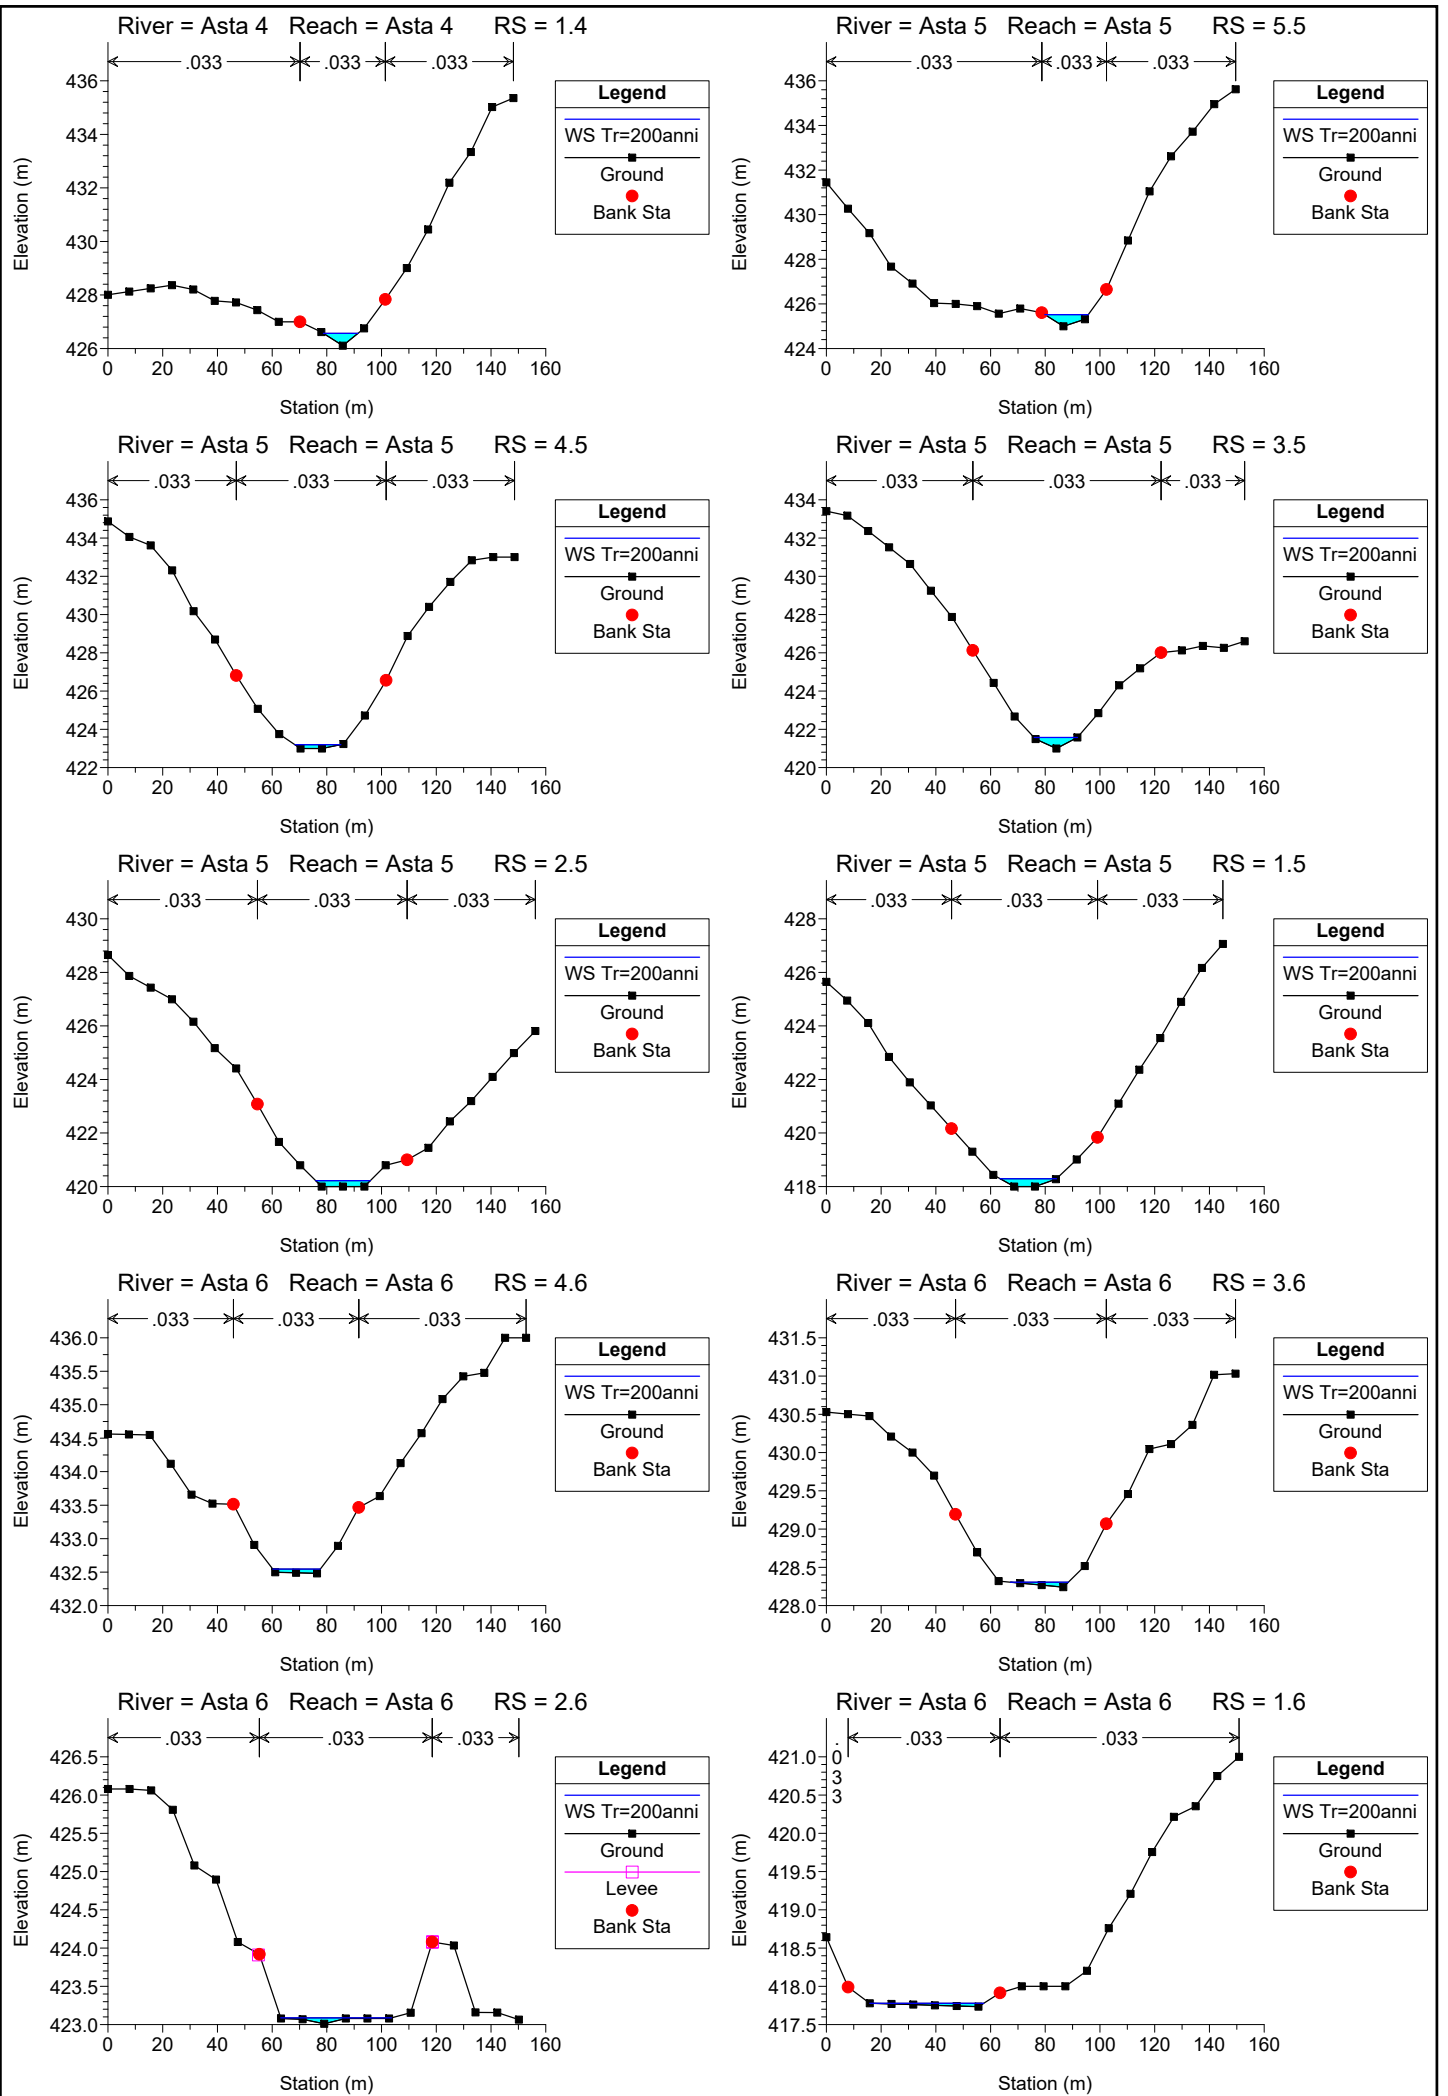 River = Asta 4 Reach = Asta 4 RS = 1.4
.033 .033 .033
436
434
432
430
428
426
0 20 40 60 80 100 120 140 160
Station (m)
Elevation (m)
Legend
WS Tr=200anni
Ground
Bank Sta
River = Asta 5 Reach = Asta 5 RS = 5.5
.033 .033 .033
436
434
432
430
428
426
424
0 20 40 60 80 100 120 140 160
Station (m)
Elevation (m)
Legend
WS Tr=200anni
Ground
Bank Sta
River = Asta 5 Reach = Asta 5 RS = 4.5
.033 .033 .033
436
434
432
430
428
426
424
422
0 20 40 60 80 100 120 140 160
Station (m)
Elevation (m)
Legend
WS Tr=200anni
Ground
Bank Sta
River = Asta 5 Reach = Asta 5 RS = 3.5
.033 .033 .033
434
432
430
428
426
424
422
420
0 20 40 60 80 100 120 140 160
Station (m)
Elevation (m)
Legend
WS Tr=200anni
Ground
Bank Sta
River = Asta 5 Reach = Asta 5 RS = 2.5
.033 .033 .033
430
428
426
424
422
420
0 20 40 60 80 100 120 140 160
Station (m)
Elevation (m)
Legend
WS Tr=200anni
Ground
Bank Sta
River = Asta 5 Reach = Asta 5 RS = 1.5
.033 .033 .033
428
426
424
422
420
418
0 20 40 60 80 100 120 140 160
Station (m)
Elevation (m)
Legend
WS Tr=200anni
Ground
Bank Sta
River = Asta 6 Reach = Asta 6 RS = 4.6
.033 .033 .033
436.0
435.5
435.0
434.5
434.0
433.5
433.0
432.5
432.0
0 20 40 60 80 100 120 140 160
Station (m)
Elevation (m)
Legend
WS Tr=200anni
Ground
Bank Sta
River = Asta 6 Reach = Asta 6 RS = 3.6
.033 .033 .033
431.5
431.0
430.5
430.0
429.5
429.0
428.5
428.0
0 20 40 60 80 100 120 140 160
Station (m)
Elevation (m)
Legend
WS Tr=200anni
Ground
Bank Sta
River = Asta 6 Reach = Asta 6 RS = 2.6
.033 .033 .033
426.5
426.0
425.5
425.0
424.5
424.0
423.5
423.0
0 20 40 60 80 100 120 140 160
Station (m)
Elevation (m)
Legend
WS Tr=200anni
Ground
Levee
Bank Sta
River = Asta 6 Reach = Asta 6 RS = 1.6
.033 .033 .033
421.0
420.5
420.0
419.5
419.0
418.5
418.0
417.5
0 20 40 60 80 100 120 140 160
Station (m)
Elevation (m)
Legend
WS Tr=200anni
Ground
Bank Sta